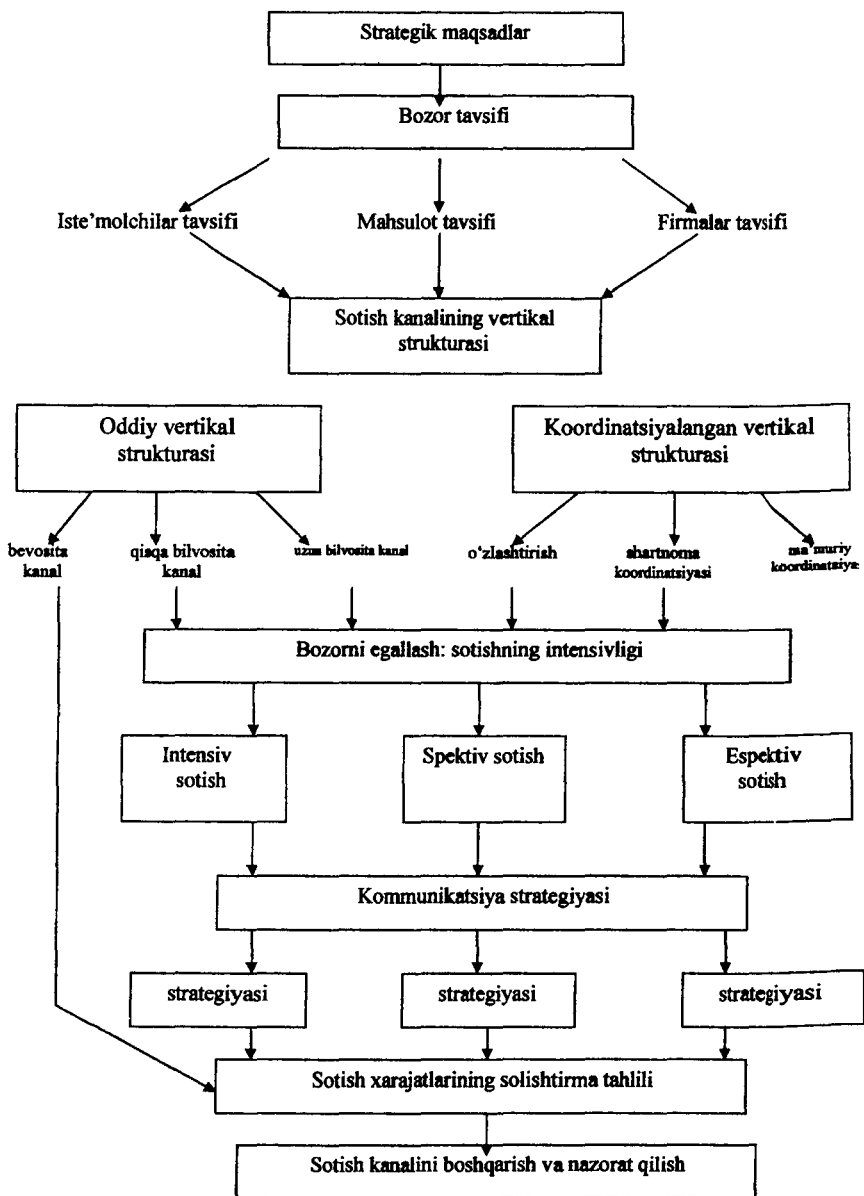 Strategik maqsadlar
Bozor tavsifi
Iste'molchilar tavsifi
Mahsulot tavsifi
Firmalar tavsifi
Sotish kanalining vertikal
strukturasi
Oddiy vertikal
strukturasi
Koordinatsiyalangan vertikal
strukturasi
bevosita
kanal
qisqa bilvosita
kanal
uzun bilvosita kanal
o'zlashtirish
shartnoma
koordinatsiyasi
ma'muriy
koordinatsiya
Bozorni egallash: sotishning intensivligi
Intensiv
sotish
Spektiv sotish
Espektiv
sotish
Kommunikatsiya strategiyasi
strategiyasi
strategiyasi
strategiyasi
Sotish xarajatlarining solishtirma tahlili
Sotish kanalini boshqarish va nazorat qilish